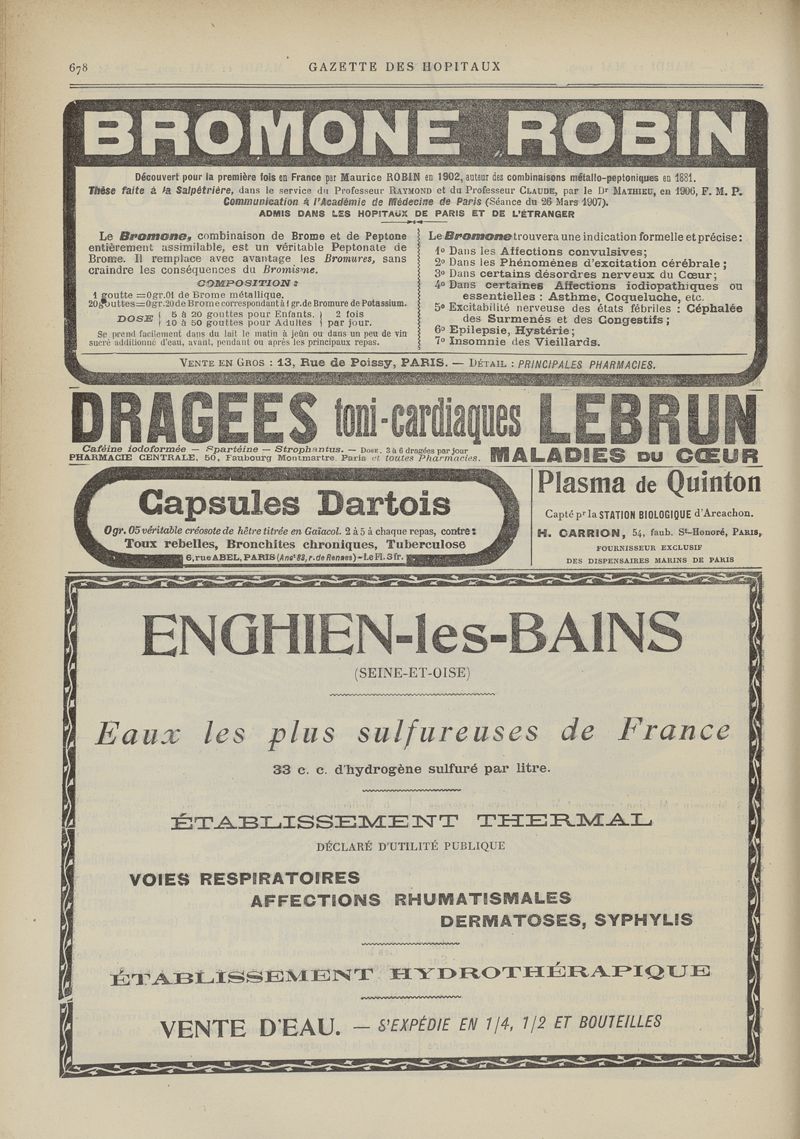 678
GAZETTE DES HOPITAUX
BROMONE ROBIN
Découvert pour la première fois en France par Maurice ROBIN en 1902, auteur des combinaisons métallo-peptoniques en 1881.
Thèse faite à la Salpétrière, dans le service du Professeur RAYMOND et du Professeur CLAUDE, par le Dr MATHIEU, en 1906, F. M. P.
Communication à l'Académie de Médecine de Paris (Séance du 26 Mars 1907).
ADMIS DANS LES HOPITAUX DE PARIS ET DE L'ÉTRANGER
Le Bromone, combinaison de Brome et de Peptone
entièrement assimilable, est un véritable Peptonate de
Brome. Il remplace avec avantage les Bromures, sans
craindre les conséquences du Bromisme.
COMPOSITION :
1 goutte =0gr.01 de Brome métallique.
20gouttes=0gr.20 de Brome correspondant à 1 gr. de Bromure de Potassium.
DOSE { 5 à 20 gouttes pour Enfants. } 2 fois
{ 10 à 50 gouttes pour Adultes } par jour.
Se prend facilement dans du lait le matin à jeûn ou dans un peu de vin
sucré additionné d'eau, avant, pendant ou après les principaux repas.
Le Bromone trouvera une indication formelle et précise :
1o Dans les Affections convulsives;
2o Dans les Phénomènes d'excitation cérébrale;
3o Dans certains désordres nerveux du Cœur;
4o Dans certaines Affections iodiopathiques ou
essentielles : Asthme, Coqueluche, etc.
5o Excitabilité nerveuse des états fébriles : Céphalée
des Surmenés et des Congestifs;
6o Epilepsie, Hystérie;
7o Insomnie des Vieillards.
VENTE EN GROS : 13, Rue de Poissy, PARIS. — DÉTAIL : PRINCIPALES PHARMACIES.
DRAGEES toni-cardiaques LEBRUN
Caféine iodoformée — Spartéine — Strophantus. — DOSE. 3 à 6 dragées par jour
PHARMACIE CENTRALE, 50, Faubourg Montmartre, Paris et toutes Pharmacies.
MALADIES DU CŒUR
Capsules Dartois
0gr. 05 véritable créosote de hêtre titrée en Gaïacol. 2 à 5 à chaque repas, contre:
Toux rebelles, Bronchites chroniques, Tuberculose
6, rue ABEL, PARIS (Anct 83, r. de Rennes) - Le Fl. 3 fr.
Plasma de Quinton
Capté pr la STATION BIOLOGIQUE d'Arcachon.
H. CARRION, 54, faub. St-Honoré, PARIS,
FOURNISSEUR EXCLUSIF
DES DISPENSAIRES MARINS DE PARIS
ENGHIEN-les-BAINS
(SEINE-ET-OISE)
Eaux les plus sulfureuses de France
33 c. c. d'hydrogène sulfuré par litre.
ÉTABLISSEMENT THERMAL
DÉCLARÉ D'UTILITÉ PUBLIQUE
VOIES RESPIRATOIRES
AFFECTIONS RHUMATISMALES
DERMATOSES, SYPHYLIS
ÉTABLISSEMENT HYDROTHÉRAPIQUE
VENTE D'EAU. — S'EXPÉDIE EN 1/4, 1/2 ET BOUTEILLES